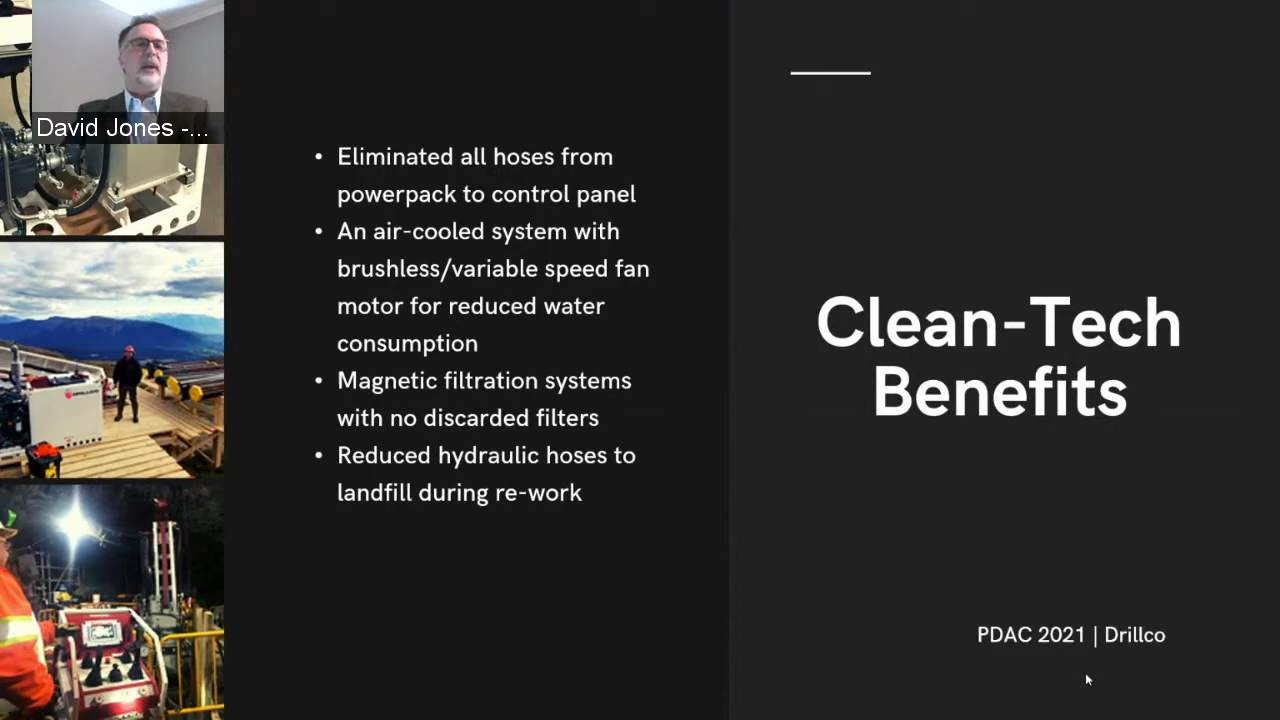 David Jones -...
• Eliminated all hoses from
powerpack to control panel
• An air-cooled system with
brushless/variable speed fan
motor for reduced water
consumption
• Magnetic filtration systems
with no discarded filters
• Reduced hydraulic hoses to
landfill during re-work
Clean-Tech
Benefits
PDAC 2021 | Drillco